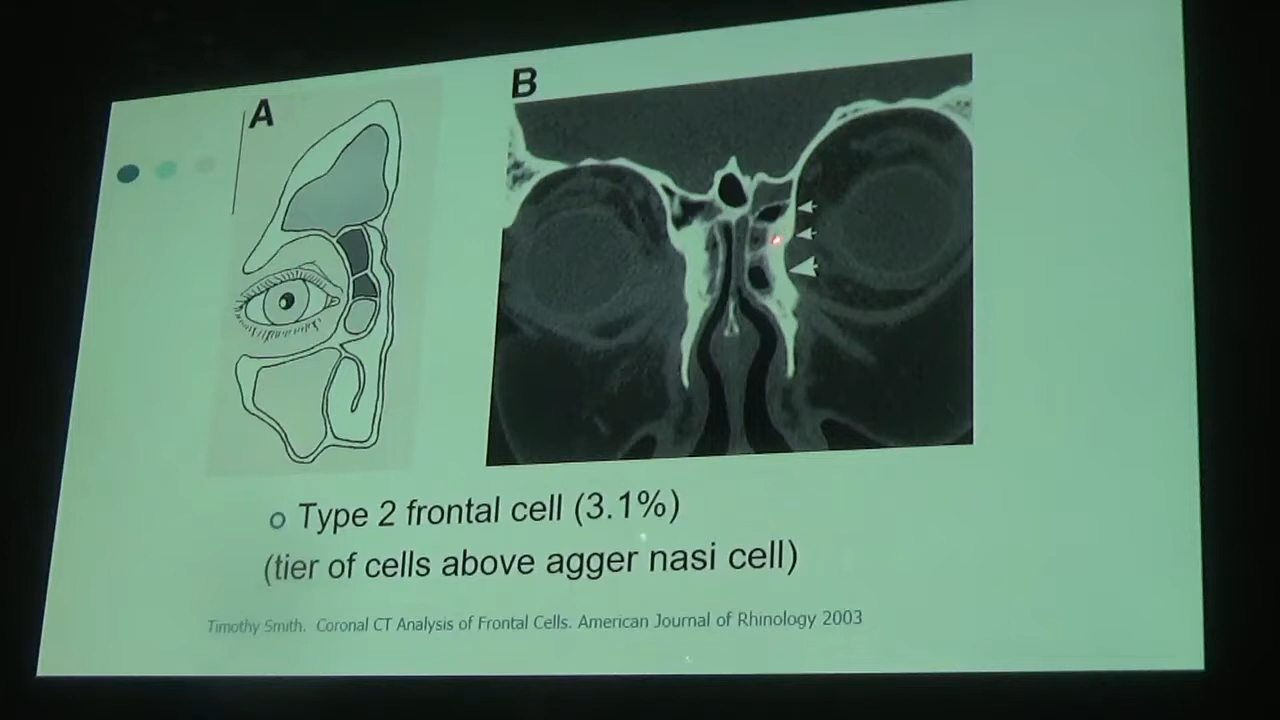 A
B
Type 2 frontal cell (3.1%)
(tier of cells above agger nasi cell)
Timothy Smith. Coronal CT Analysis of Frontal Cells. American Journal of Rhinology 2003